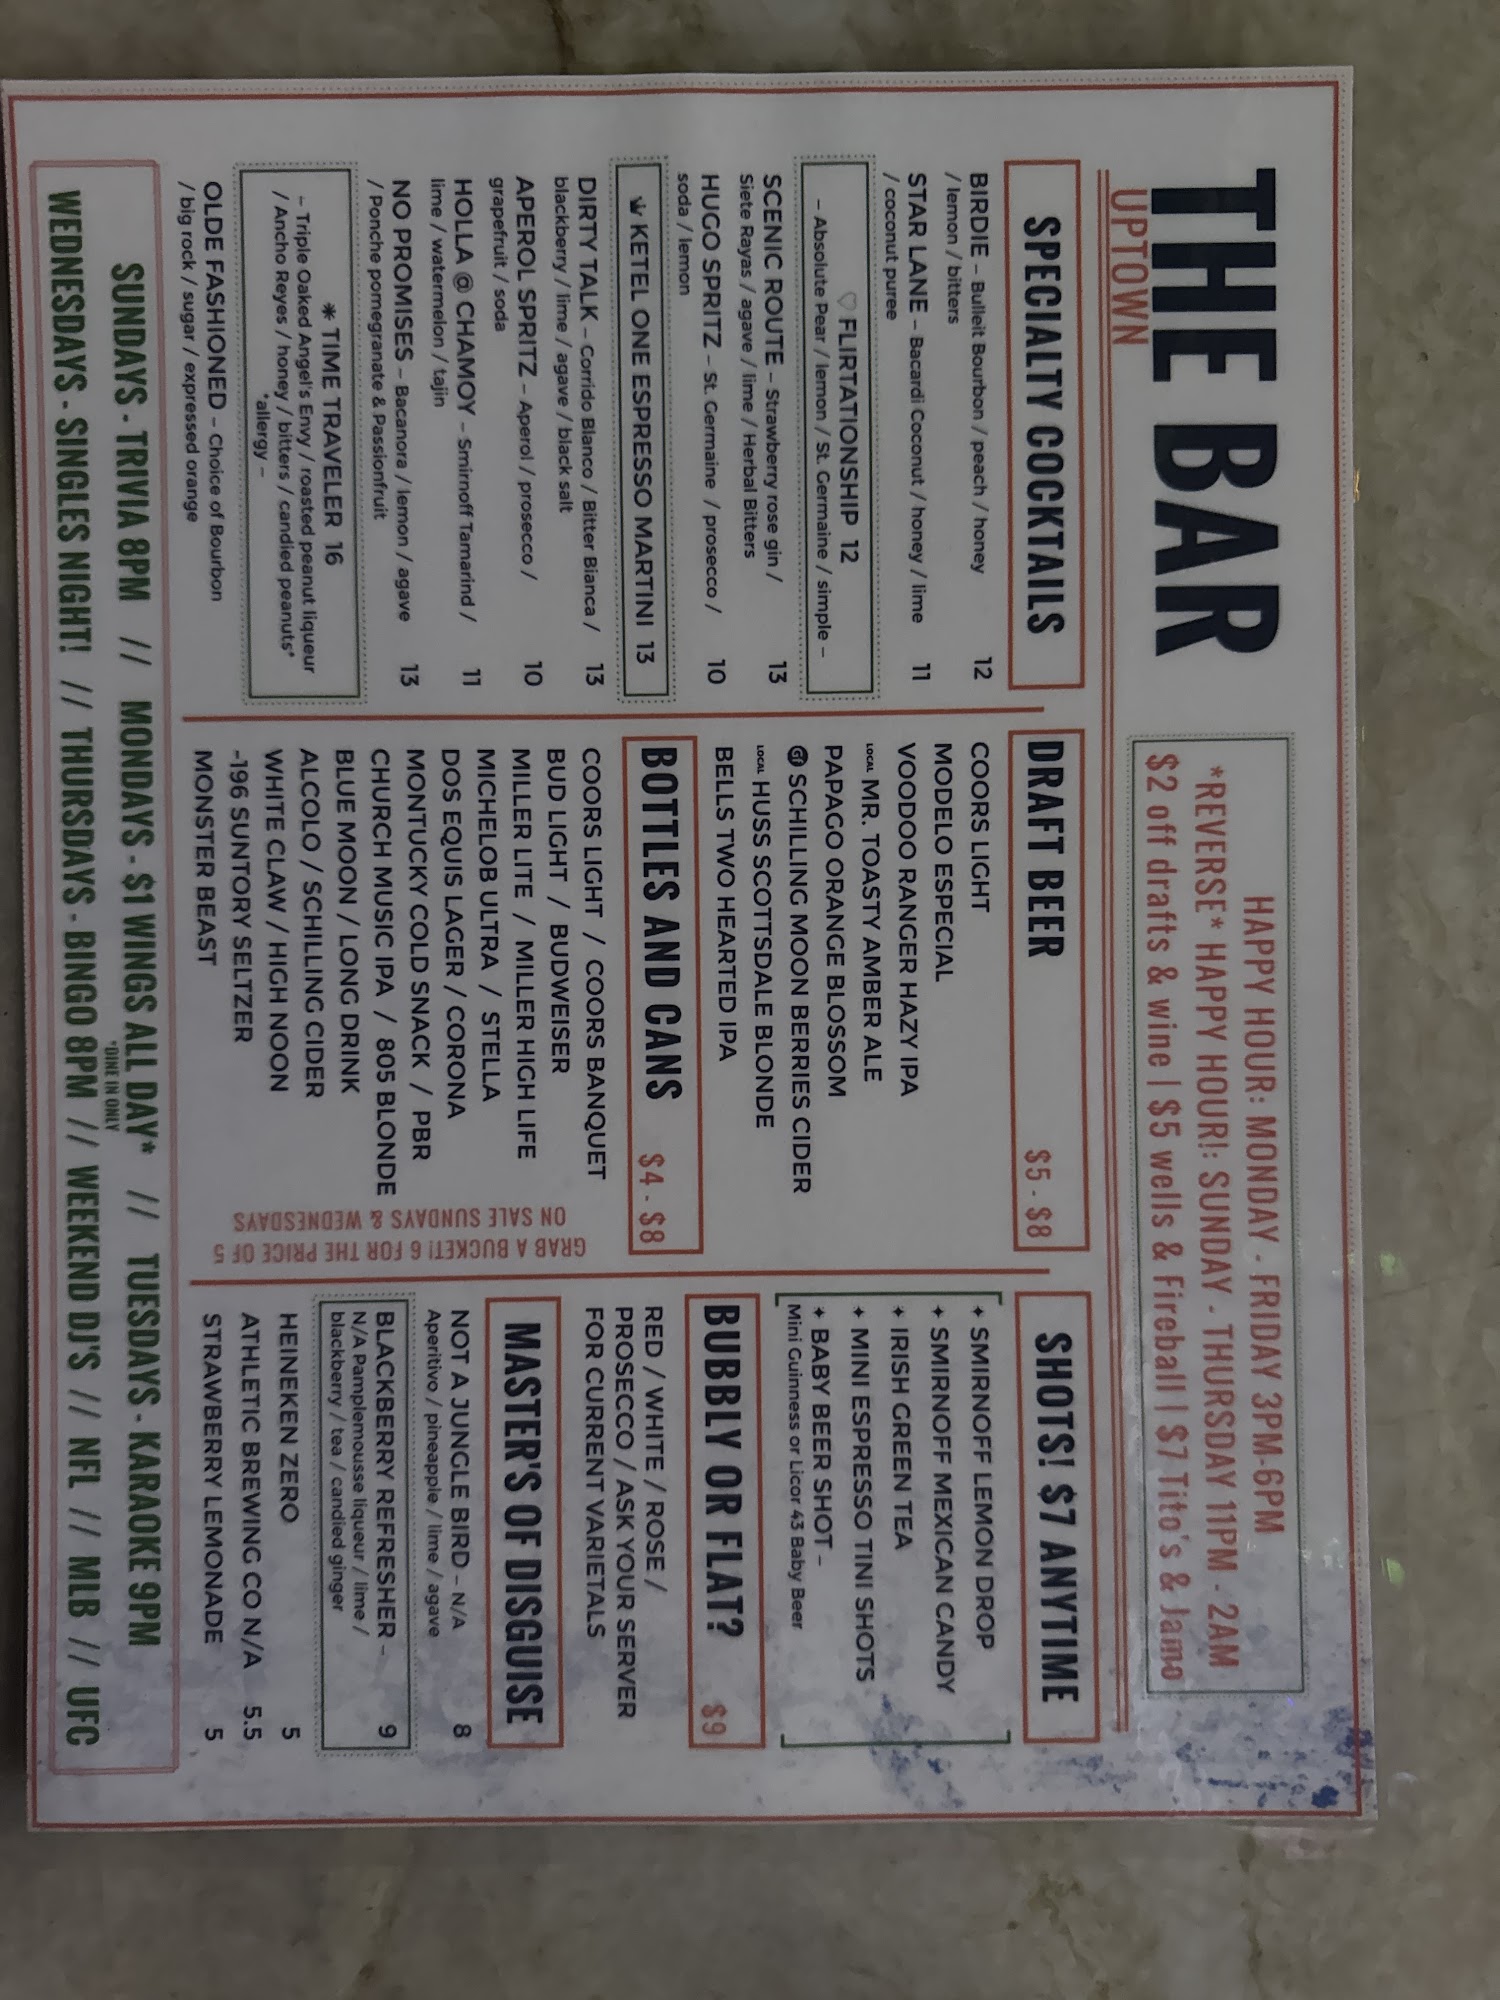 THE BAR
UPTOWN
HAPPY HOUR: MONDAY - FRIDAY 3PM-6PM
*REVERSE* HAPPY HOUR!: SUNDAY - THURSDAY 11PM - 2AM
$2 off drafts & wine | $5 wells & Fireball | $7 Tito's & Jamo
SPECIALTY COCKTAILS
BIRDIE – Bulleit Bourbon / peach / honey 12
/ lemon / bitters
STAR LANE – Bacardi Coconut / honey / lime 11
/ coconut puree
♡ FLIRTATIONSHIP 12
– Absolute Pear / lemon / St. Germaine / simple –
SCENIC ROUTE – Strawberry rose gin / 13
Siete Rayas / agave / lime / Herbal Bitters
HUGO SPRITZ – St. Germaine / prosecco / 10
soda / lemon
KETEL ONE ESPRESSO MARTINI 13
DIRTY TALK – Corrido Blanco / Bitter Bianca / 13
blackberry / lime / agave / black salt
APEROL SPRITZ – Aperol / prosecco / 10
grapefruit / soda
HOLLA @ CHAMOY – Smirnoff Tamarind / 11
lime / watermelon / tajin
NO PROMISES – Bacanora / lemon / agave 13
/ Ponche pomegranate & Passionfruit
* TIME TRAVELER 16
– Triple Oaked Angel's Envy / roasted peanut liqueur
/ Ancho Reyes / honey / bitters / candied peanuts*
*allergy –
OLDE FASHIONED – Choice of Bourbon
/ big rock / sugar / expressed orange
DRAFT BEER $5 - $8
COORS LIGHT
MODELO ESPECIAL
VOODOO RANGER HAZY IPA
LOCAL MR. TOASTY AMBER ALE
PAPAGO ORANGE BLOSSOM
GF SCHILLING MOON BERRIES CIDER
LOCAL HUSS SCOTTSDALE BLONDE
BELLS TWO HEARTED IPA
BOTTLES AND CANS $4 - $8
COORS LIGHT / COORS BANQUET
BUD LIGHT / BUDWEISER
MILLER LITE / MILLER HIGH LIFE
MICHELOB ULTRA / STELLA
DOS EQUIS LAGER / CORONA
MONTUCKY COLD SNACK / PBR
CHURCH MUSIC IPA / 805 BLONDE
BLUE MOON / LONG DRINK
ALCOLO / SCHILLING CIDER
WHITE CLAW / HIGH NOON
-196 SUNTORY SELTZER
MONSTER BEAST
GRAB A BUCKET! 6 FOR THE PRICE OF 5
ON SALE SUNDAYS & WEDNESDAYS
SHOTS! $7 ANYTIME
✦ SMIRNOFF LEMON DROP
✦ SMIRNOFF MEXICAN CANDY
✦ IRISH GREEN TEA
✦ MINI ESPRESSO TINI SHOTS
✦ BABY BEER SHOT –
Mini Guinness or Licor 43 Baby Beer
BUBBLY OR FLAT? $9
RED / WHITE / ROSE /
PROSECCO / ASK YOUR SERVER
FOR CURRENT VARIETALS
MASTER'S OF DISGUISE
NOT A JUNGLE BIRD – N/A 8
Aperitivo / pineapple / lime / agave
BLACKBERRY REFRESHER – 9
N/A Pamplemousse liqueur / lime /
blackberry / tea / candied ginger
HEINEKEN ZERO 5
ATHLETIC BREWING CO N/A 5.5
STRAWBERRY LEMONADE 5
SUNDAYS - TRIVIA 8PM // MONDAYS - $1 WINGS ALL DAY* // TUESDAYS - KARAOKE 9PM
*DINE IN ONLY
WEDNESDAYS - SINGLES NIGHT! // THURSDAYS - BINGO 8PM // WEEKEND DJ'S // NFL // MLB // UFC